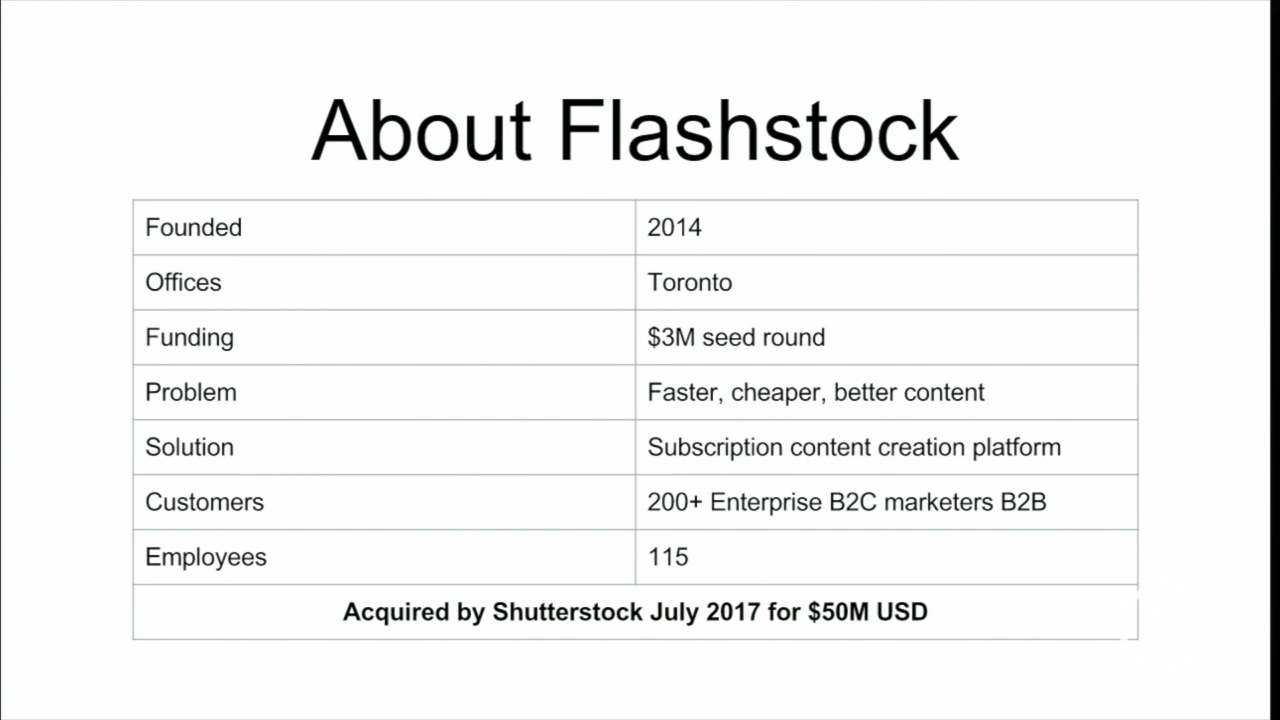 About Flashstock
Founded 2014
Offices Toronto
Funding $3M seed round
Problem Faster, cheaper, better content
Solution Subscription content creation platform
Customers 200+ Enterprise B2C marketers B2B
Employees 115
Acquired by Shutterstock July 2017 for $50M USD